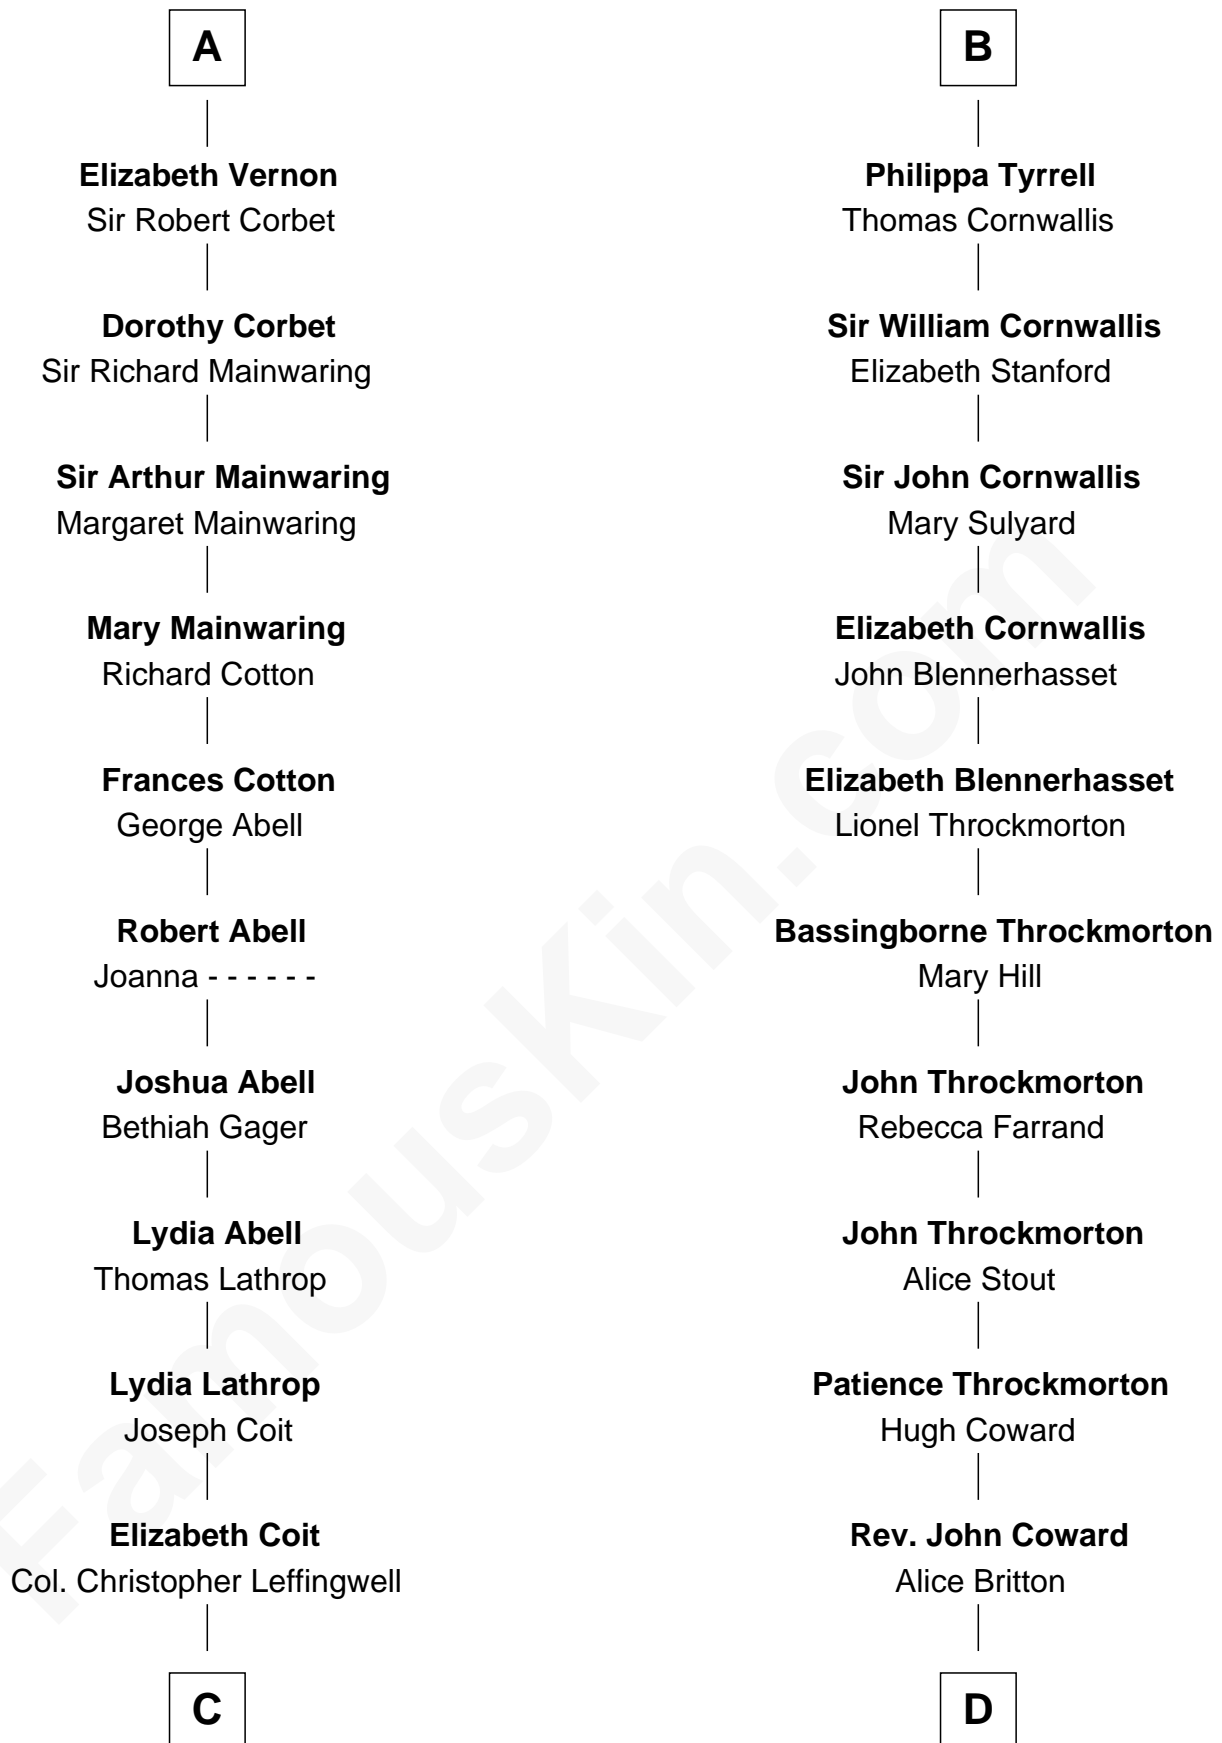 A
Elizabeth Vernon
Sir Robert Corbet
Dorothy Corbet
Sir Richard Mainwaring
Sir Arthur Mainwaring
Margaret Mainwaring
Mary Mainwaring
Richard Cotton
Frances Cotton
George Abell
Robert Abell
Joanna - - - - - -
Joshua Abell
Bethiah Gager
Lydia Abell
Thomas Lathrop
Lydia Lathrop
Joseph Coit
Elizabeth Coit
Col. Christopher Leffingwell
C
B
Philippa Tyrrell
Thomas Cornwallis
Sir William Cornwallis
Elizabeth Stanford
Sir John Cornwallis
Mary Sulyard
Elizabeth Cornwallis
John Blennerhasset
Elizabeth Blennerhasset
Lionel Throckmorton
Bassingborne Throckmorton
Mary Hill
John Throckmorton
Rebecca Farrand
John Throckmorton
Alice Stout
Patience Throckmorton
Hugh Coward
Rev. John Coward
Alice Britton
D
FamousKin.com